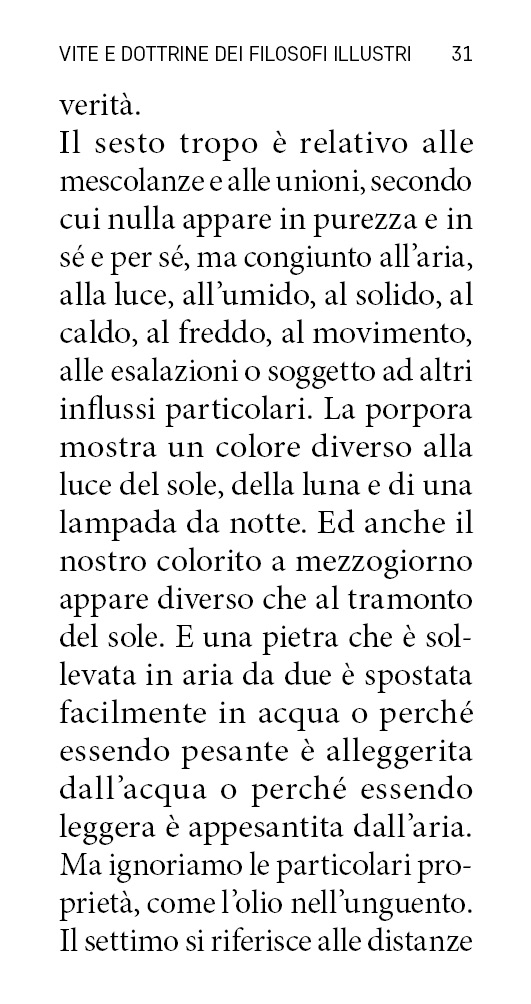 VITE E DOTTRINE DEI FILOSOFI ILLUSTRI 31
verità.
Il sesto tropo è relativo alle
mescolanze e alle unioni, secondo
cui nulla appare in purezza e in
sé e per sé, ma congiunto all’aria,
alla luce, all’umido, al solido, al
caldo, al freddo, al movimento,
alle esalazioni o soggetto ad altri
influssi particolari. La porpora
mostra un colore diverso alla
luce del sole, della luna e di una
lampada da notte. Ed anche il
nostro colorito a mezzogiorno
appare diverso che al tramonto
del sole. E una pietra che è sol-
levata in aria da due è spostata
facilmente in acqua o perché
essendo pesante è alleggerita
dall’acqua o perché essendo
leggera è appesantita dall’aria.
Ma ignoriamo le particolari pro-
prietà, come l’olio nell’unguento.
Il settimo si riferisce alle distanze